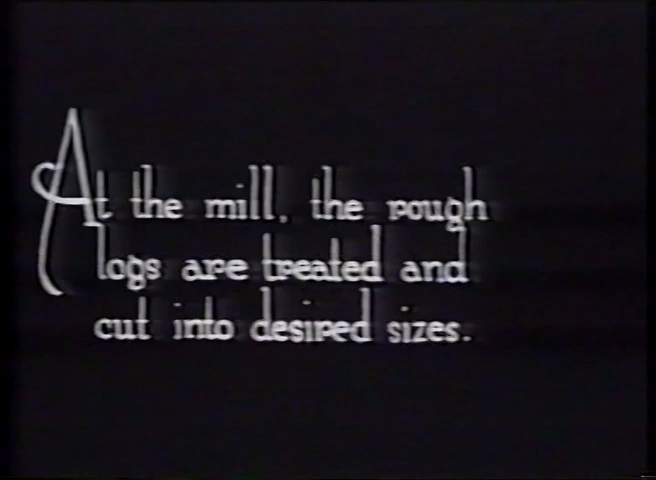 At the mill, the rough
logs are treated and
cut into desired sizes.